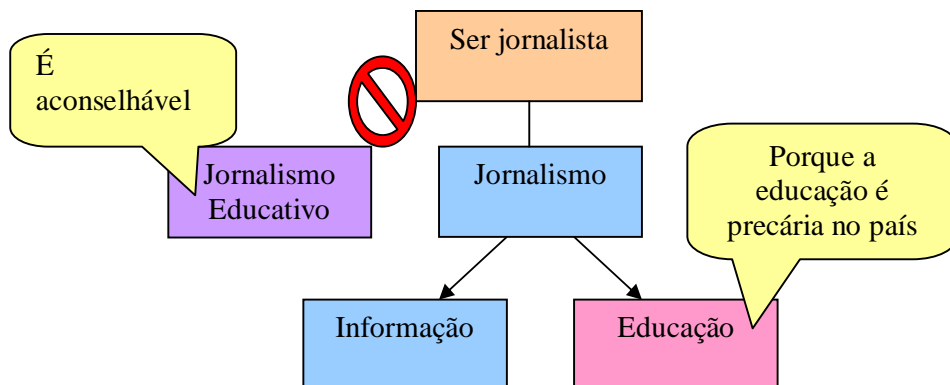 Ser jornalista
É
aconselhável
Jornalismo
Educativo
Jornalismo
Porque a
educação é
precária no país
Informação
Educação